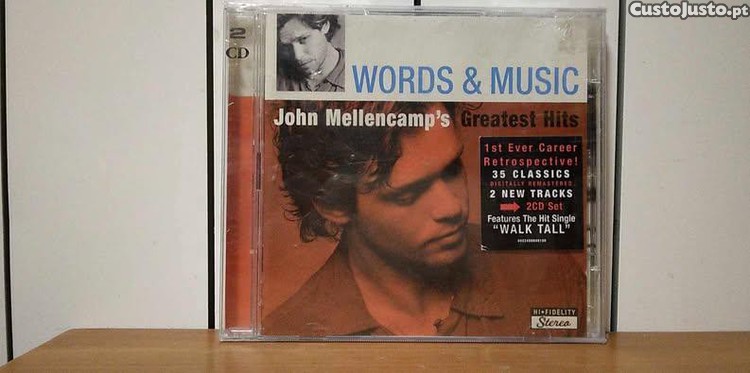 CustoJusto.pt
2
CD
WORDS & MUSIC
John Mellencamp's Greatest Hits
1st Ever Career
Retrospective!
35 CLASSICS
DIGITALLY REMASTERED
2 NEW TRACKS
2CD Set
Features The Hit Single
"WALK TALL"
HI-FIDELITY
Stereo